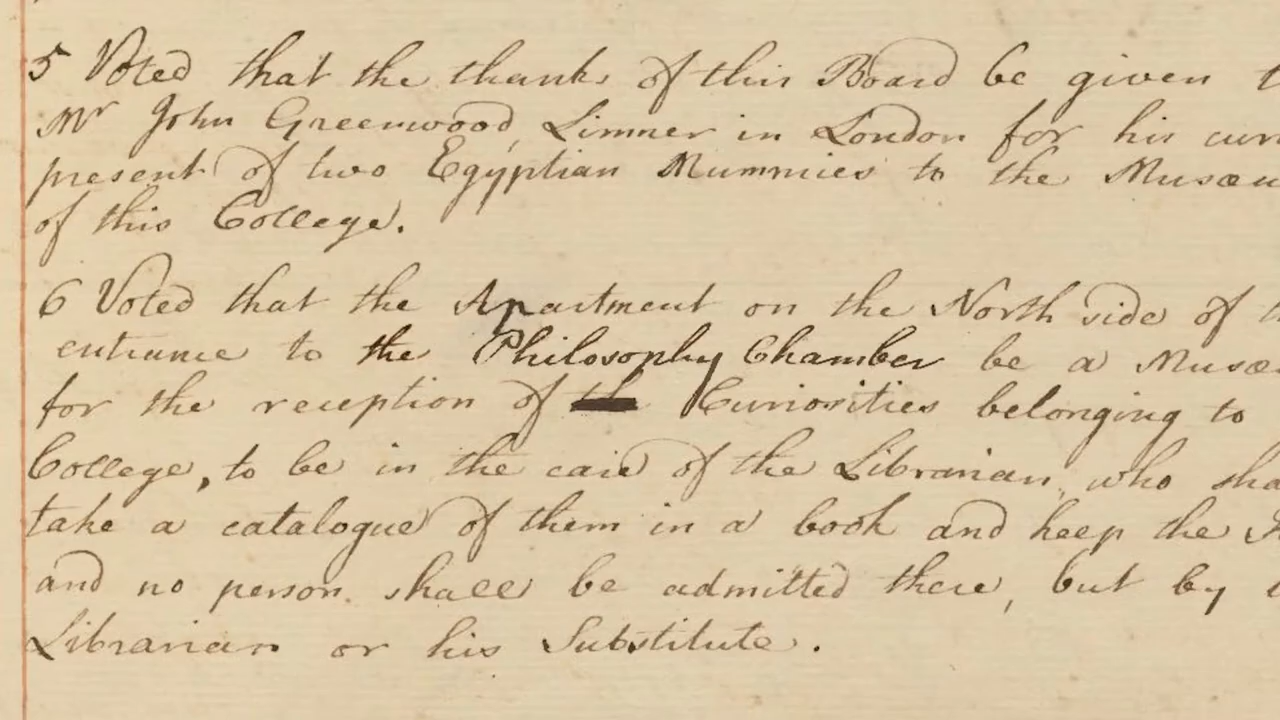 5 Voted that the thanks of this Board be given t
Mr John Greenwood, Limner in London for his
present of two Egyptian Mummies to the Musæu
of this College.
6 Voted that the Apartment on the North side of
entrance to the Philosophy Chamber be a Musæ
for the reception of Curiosities belonging to
College, to be in the care of the Librarian, who sha
take a catalogue of them in a book and keep the
and no person shall be admitted there, but by
Librarian or his Substitute.